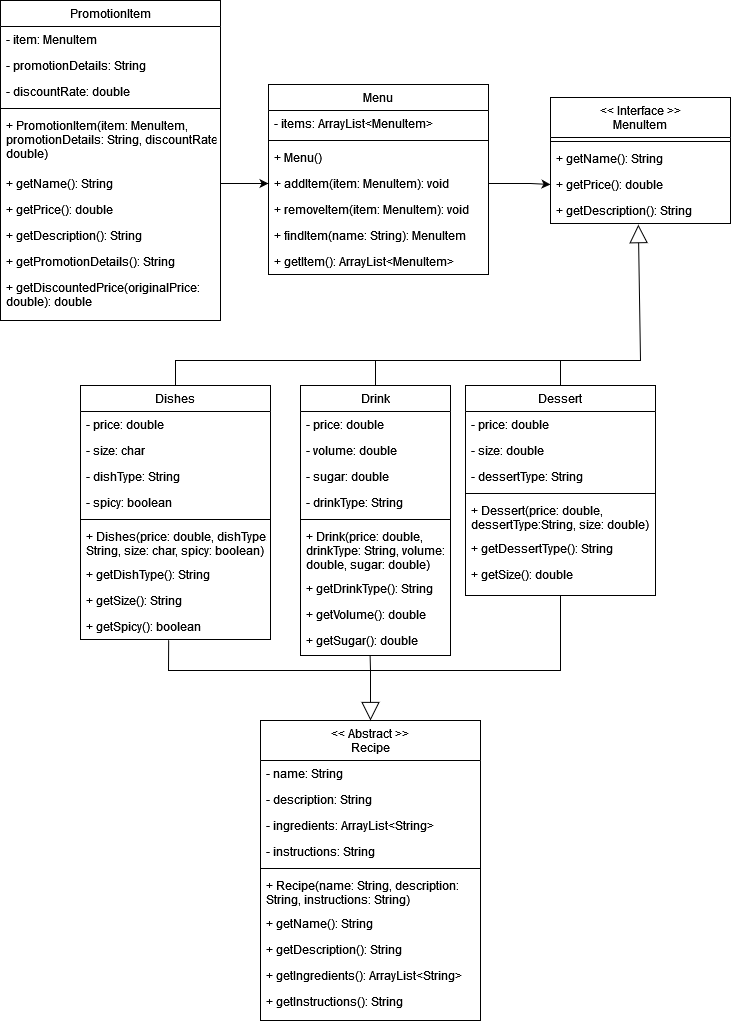 PromotionItem
- item: MenuItem
- promotionDetails: String
- discountRate: double
+ PromotionItem(item: MenuItem,
promotionDetails: String, discountRate
double)
+ getName(): String
+ getPrice(): double
+ getDescription(): String
+ getPromotionDetails(): String
+ getDiscountedPrice(originalPrice:
double): double
Menu
- items: ArrayList<MenuItem>
+ Menu()
+ addItem(item: MenuItem): void
+ removeItem(item: MenuItem): void
+ findItem(name: String): MenuItem
+ getItem(): ArrayList<MenuItem>
<< Interface >>
MenuItem
+ getName(): String
+ getPrice(): double
+ getDescription(): String
Dishes
- price: double
- size: char
- dishType: String
- spicy: boolean
+ Dishes(price: double, dishType
String, size: char, spicy: boolean)
+ getDishType(): String
+ getSize(): String
+ getSpicy(): boolean
Drink
- price: double
- volume: double
- sugar: double
- drinkType: String
+ Drink(price: double,
drinkType: String, volume:
double, sugar: double)
+ getDrinkType(): String
+ getVolume(): double
+ getSugar(): double
Dessert
- price: double
- size: double
- dessertType: String
+ Dessert(price: double,
dessertType:String, size: double)
+ getDessertType(): String
+ getSize(): double
<< Abstract >>
Recipe
- name: String
- description: String
- ingredients: ArrayList<String>
- instructions: String
+ Recipe(name: String, description:
String, instructions: String)
+ getName(): String
+ getDescription(): String
+ getIngredients(): ArrayList<String>
+ getInstructions(): String